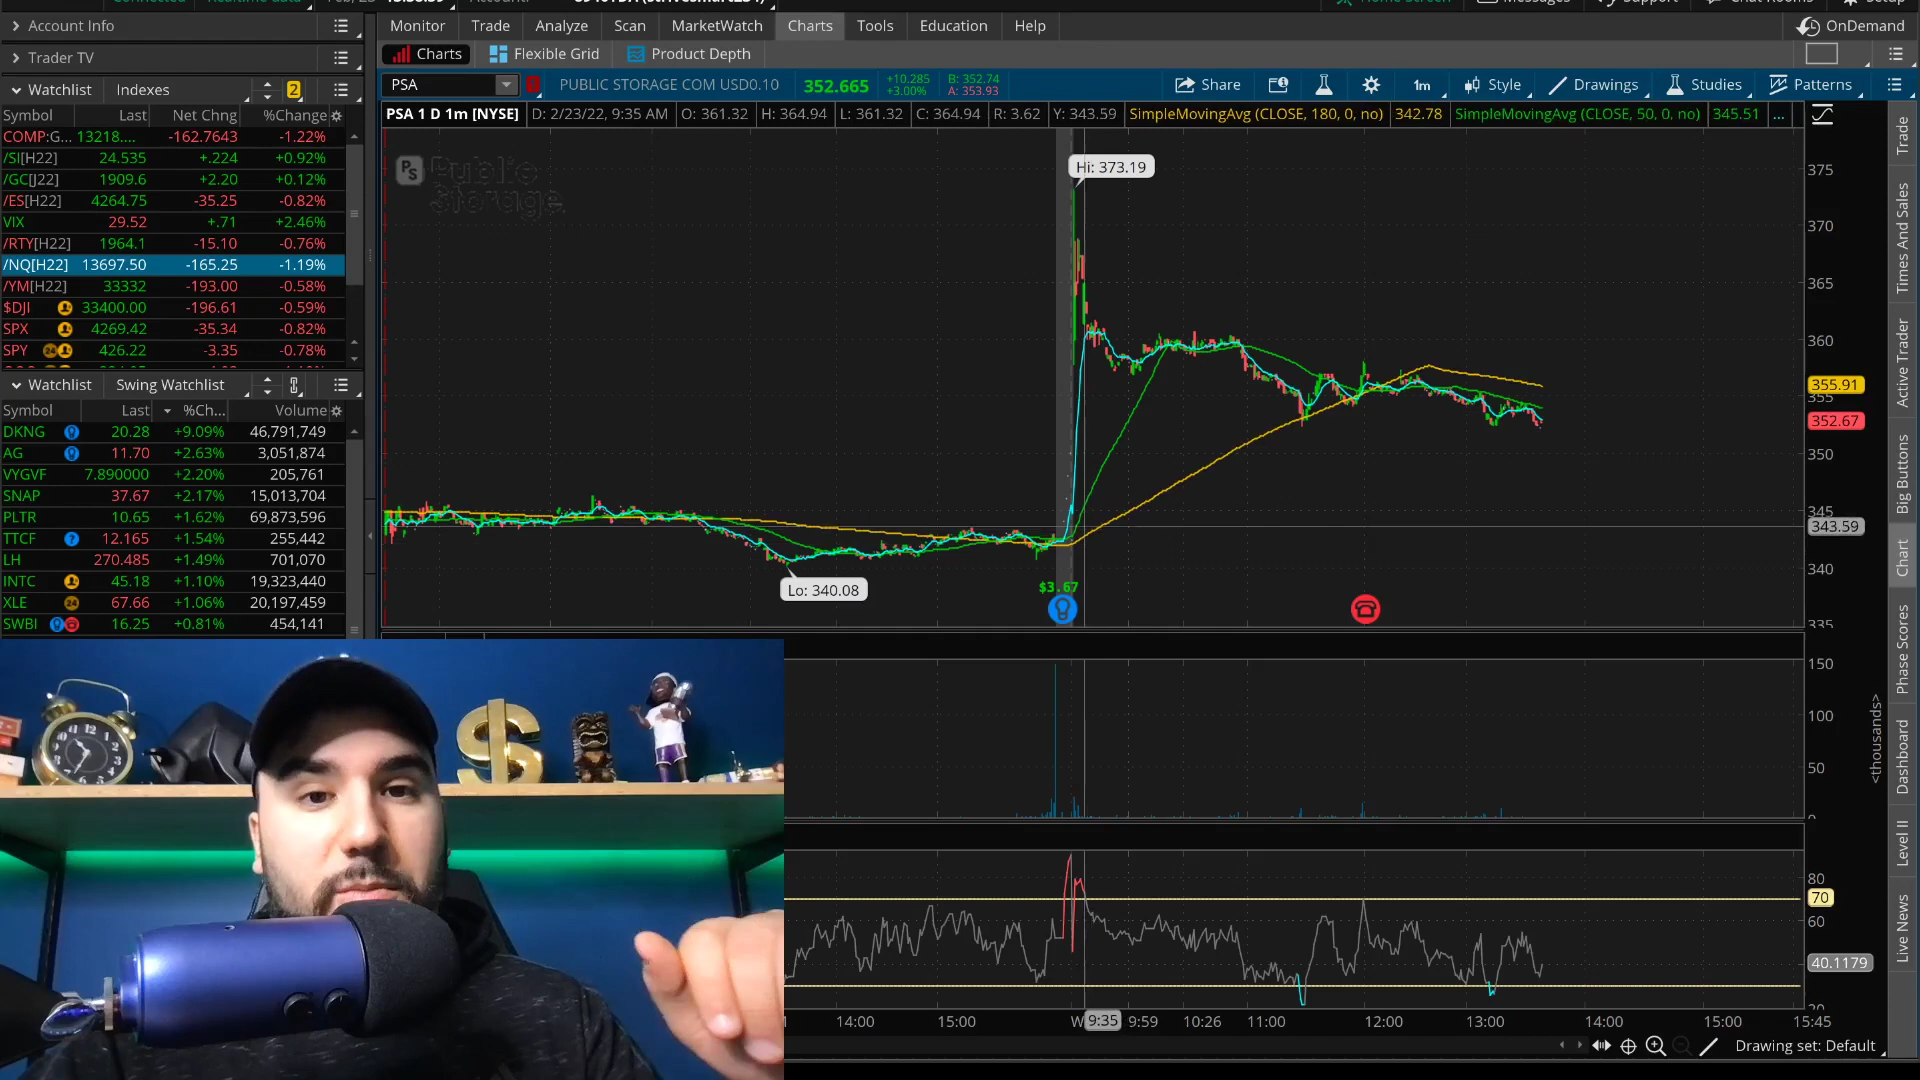 Monitor Trade Analyze Scan MarketWatch Charts Tools Education Help OnDemand
Account Info
Trader TV
Charts Flexible Grid Product Depth
Watchlist Indexes 2
PSA PUBLIC STORAGE COM USD0.10 352.665 +10.285 +3.00% B: 352.74 A: 353.93 Share 1m Style Drawings Studies Patterns
PSA 1 D 1m [NYSE] D: 2/23/22, 9:35 AM O: 361.32 H: 364.94 L: 361.32 C: 364.94 R: 3.62 Y: 343.59 SimpleMovingAvg (CLOSE, 180, 0, no) 342.78 SimpleMovingAvg (CLOSE, 50, 0, no) 345.51 ...
Symbol Last Net Chng %Change
COMP:G... 13218.... -162.7643 -1.22%
/SI[H22] 24.535 +.224 +0.92%
/GC[J22] 1909.6 +2.20 +0.12%
/ES[H22] 4264.75 -35.25 -0.82%
VIX 29.52 +.71 +2.46%
/RTY[H22] 1964.1 -15.10 -0.76%
/NQ[H22] 13697.50 -165.25 -1.19%
/YM[H22] 33332 -193.00 -0.58%
$DJI 33400.00 -196.61 -0.59%
SPX 4269.42 -35.34 -0.82%
SPY 24 426.22 -3.35 -0.78%
Watchlist Swing Watchlist
Symbol Last %Ch... Volume
DKNG 20.28 +9.09% 46,791,749
AG 11.70 +2.63% 3,051,874
VYGVF 7.890000 +2.20% 205,761
SNAP 37.67 +2.17% 15,013,704
PLTR 10.65 +1.62% 69,873,596
TTCF 12.165 +1.54% 255,442
LH 270.485 +1.49% 701,070
INTC 45.18 +1.10% 19,323,440
XLE 24 67.66 +1.06% 20,197,459
SWBI 16.25 +0.81% 454,141
PS Public
Storage
Hi: 373.19
Lo: 340.08
$3.67
375
370
365
360
355.91
355
352.67
350
345
343.59
340
335
150
100
50
0
<thousands>
80
70
60
40.1179
20
14:00 15:00 W 9:35 9:59 10:26 11:00 12:00 13:00 14:00 15:00 15:45
Drawing set: Default
Trade
Times And Sales
Active Trader
Big Buttons
Chart
Phase Scores
Dashboard
Level II
Live News